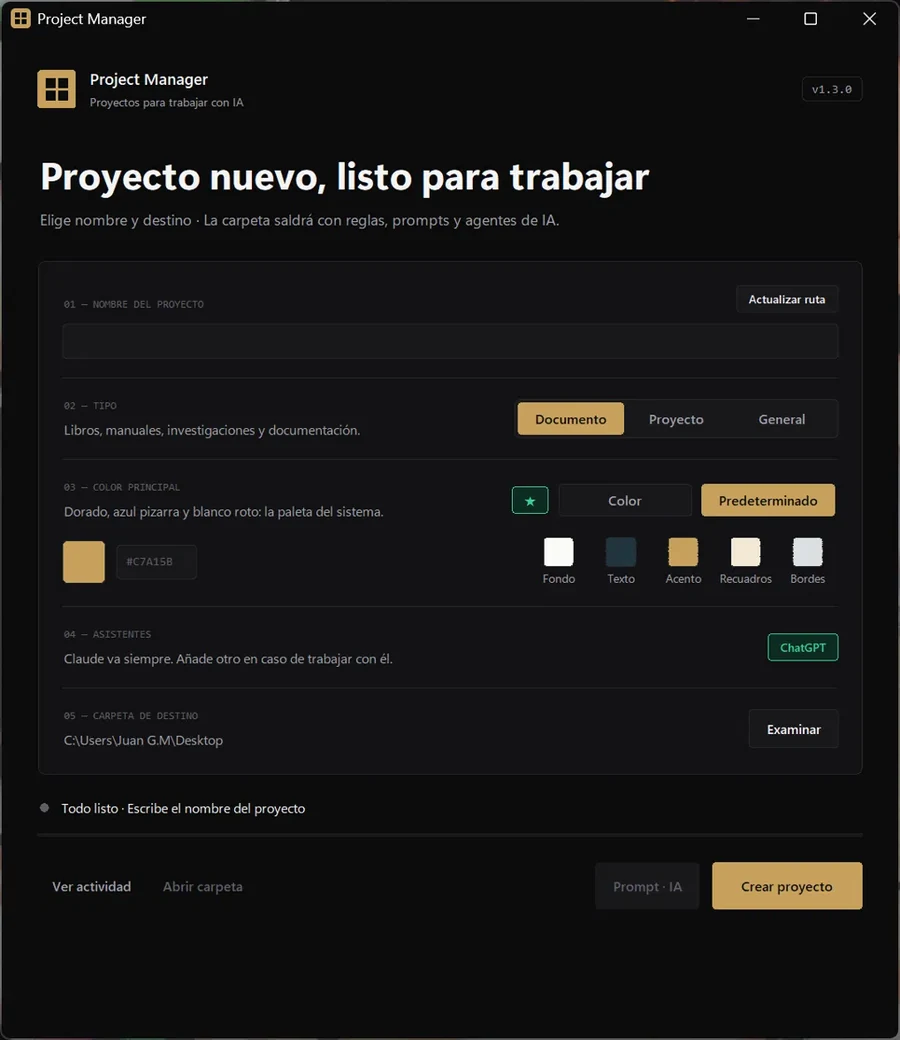 Project Manager
Project Manager
Proyectos para trabajar con IA
v1.3.0
Proyecto nuevo, listo para trabajar
Elige nombre y destino · La carpeta saldrá con reglas, prompts y agentes de IA.
01 — NOMBRE DEL PROYECTO
Actualizar ruta
02 — TIPO
Libros, manuales, investigaciones y documentación.
Documento
Proyecto
General
03 — COLOR PRINCIPAL
Dorado, azul pizarra y blanco roto: la paleta del sistema.
★
Color
Predeterminado
#C7A15B
Fondo
Texto
Acento
Recuadros
Bordes
04 — ASISTENTES
Claude va siempre. Añade otro en caso de trabajar con él.
ChatGPT
05 — CARPETA DE DESTINO
C:\Users\Juan G.M\Desktop
Examinar
Todo listo · Escribe el nombre del proyecto
Ver actividad
Abrir carpeta
Prompt · IA
Crear proyecto